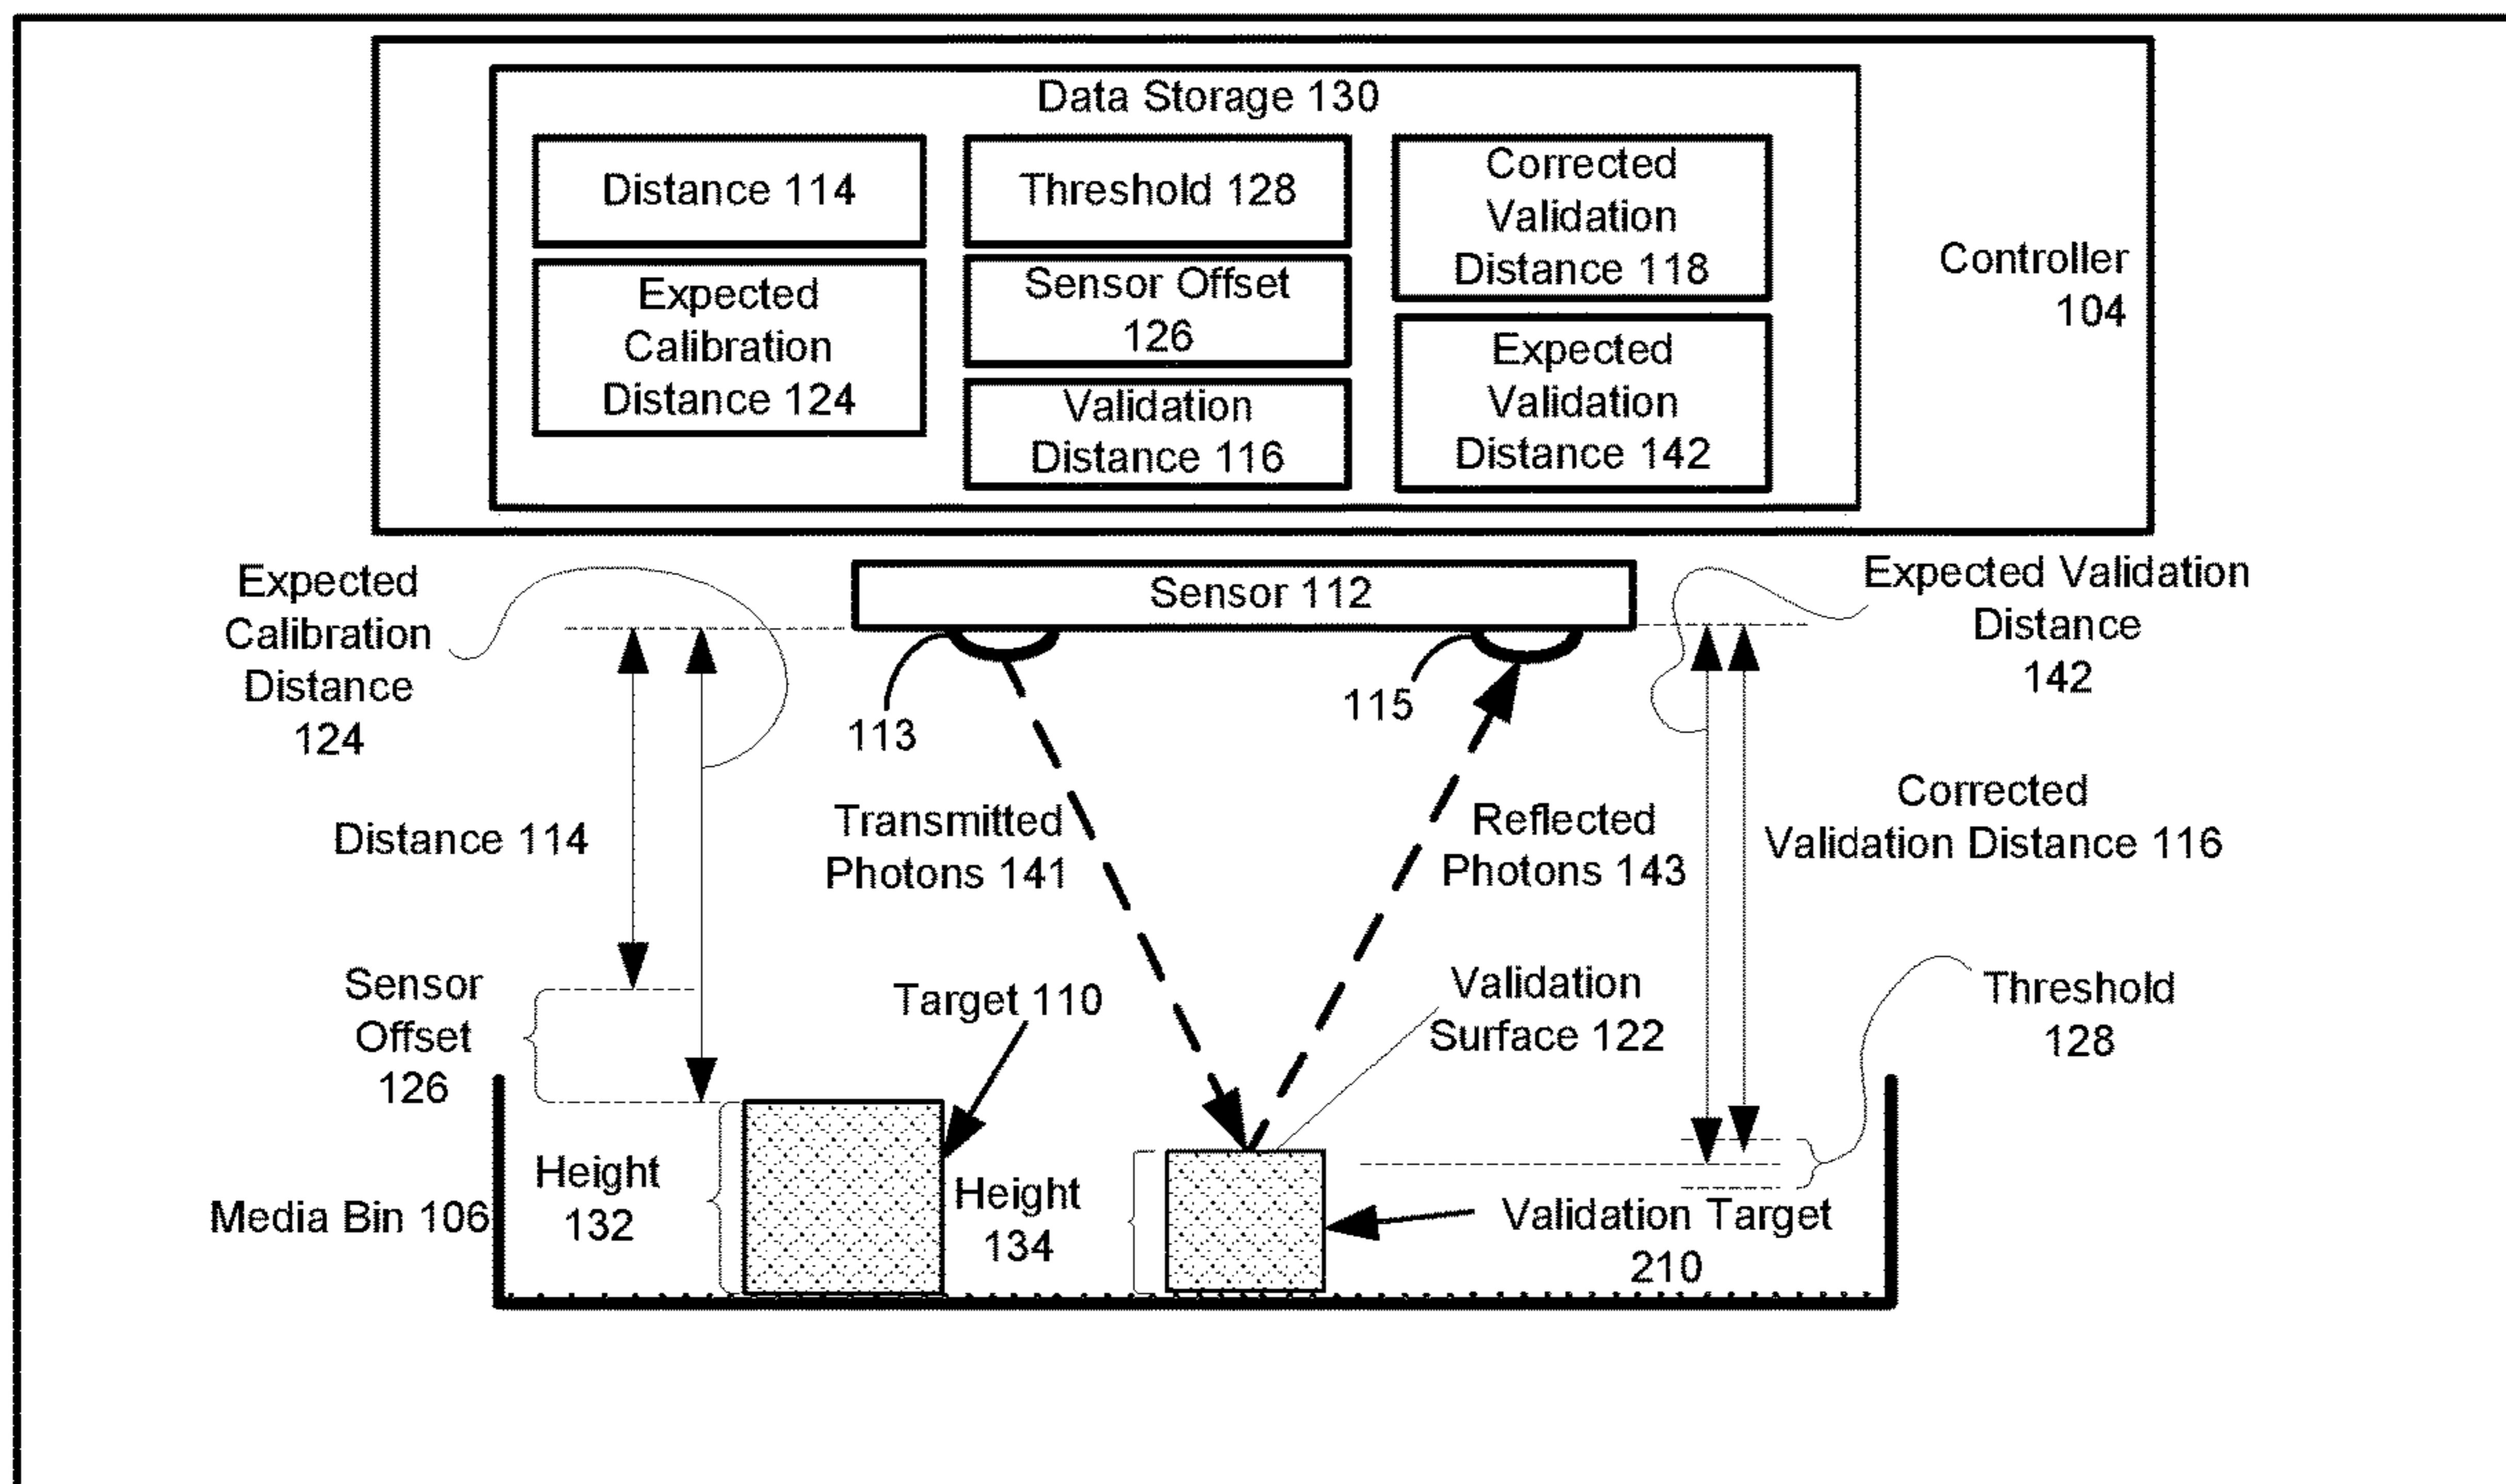 Data Storage 130
Distance 114
Expected
Calibration
Distance 124
Threshold 128
Sensor Offset
126
Validation
Distance 116
Corrected
Validation
Distance 118
Expected
Validation
Distance 142
Controller
104
Expected
Calibration
Distance
124
Sensor 112
Expected Validation
Distance
142
113
115
Distance 114
Transmitted
Photons 141
Reflected
Photons 143
Corrected
Validation Distance 116
Sensor
Offset
126
Target 110
Validation
Surface 122
Threshold
128
Media Bin 106
Height
132
Height
134
Validation Target
210